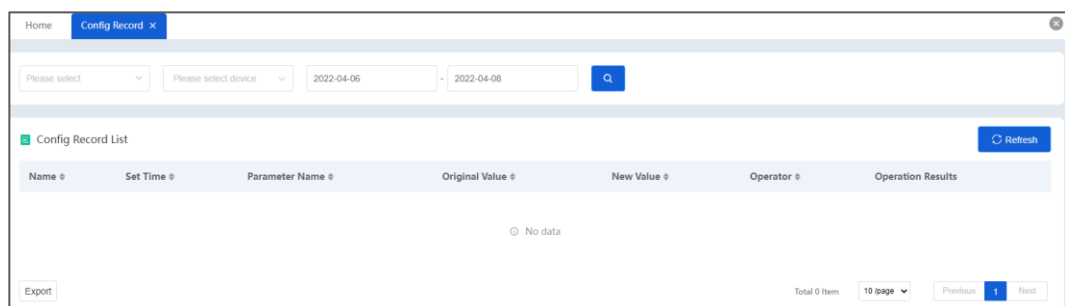 Home Config Record ×
Please select Please select device 2022-04-06 - 2022-04-08
Config Record List Refresh
Name Set Time Parameter Name Original Value New Value Operator Operation Results
No data
Export Total 0 Item 10 /page Previous 1 Next